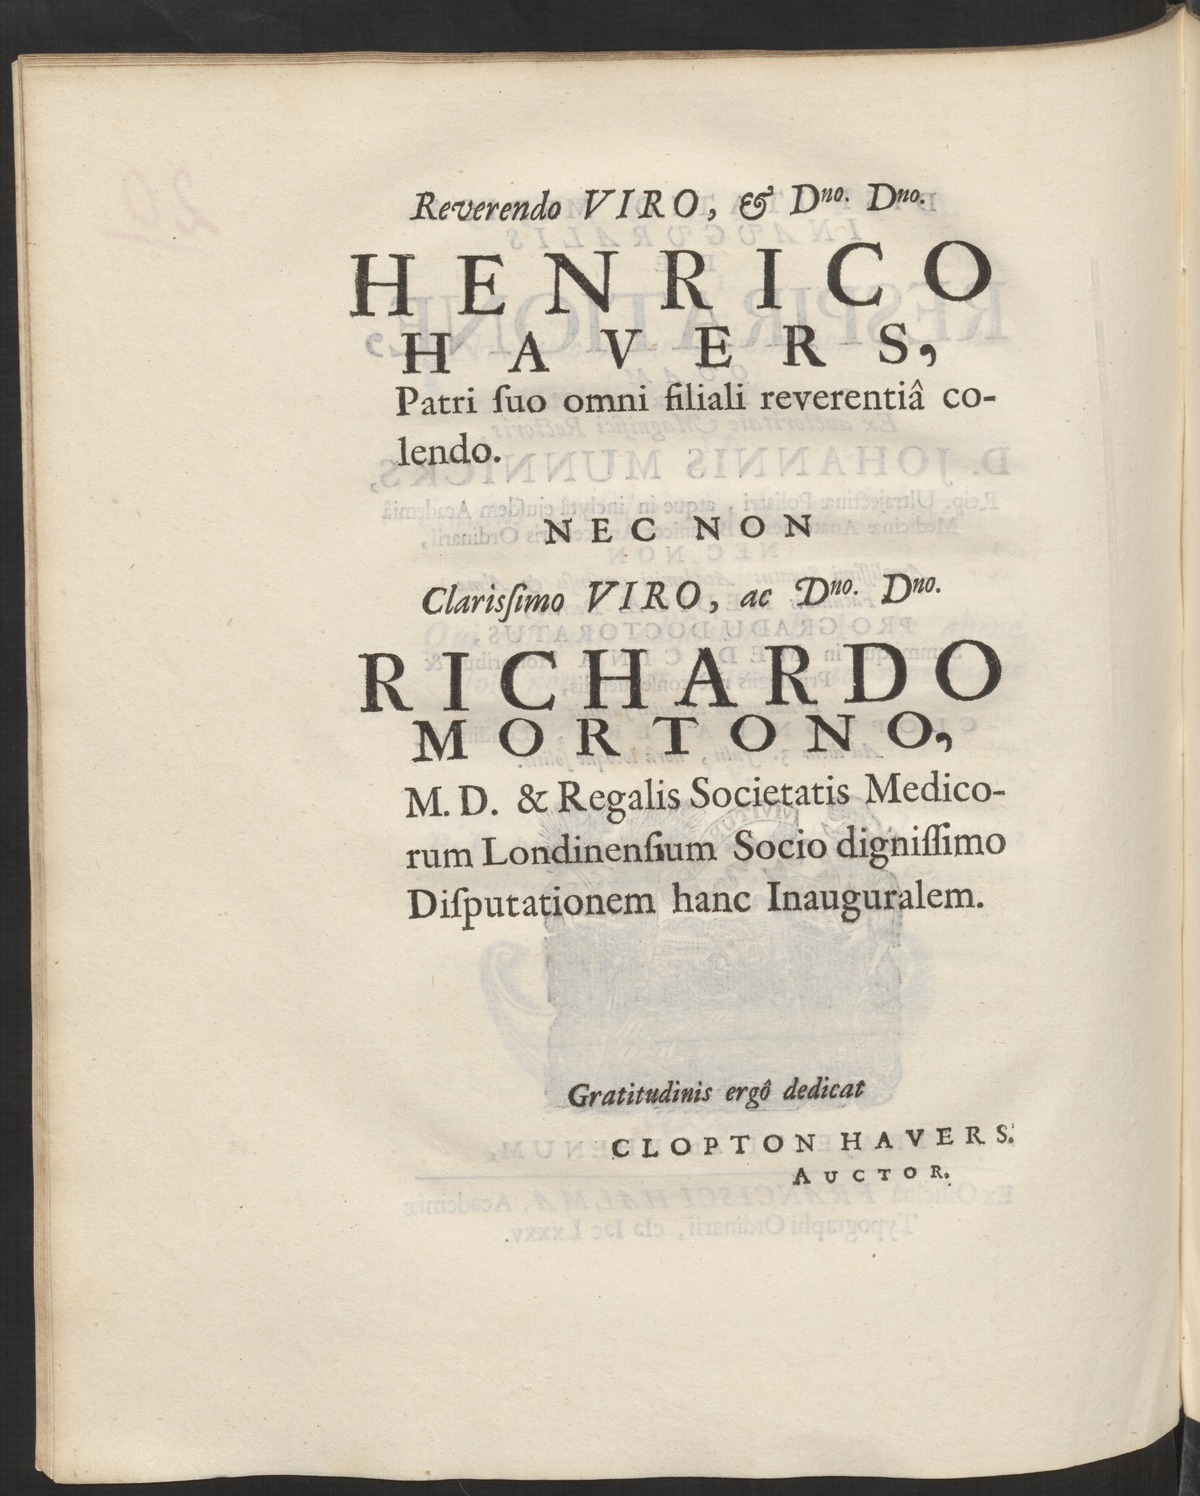 Reverendo VIRO, & Dno. Dno.
HENRICO
HAVERS,
Patri ſuo omni filiali reverentiâ co-
lendo.
NEC NON
Clarisſimo VIRO, ac Dno. Dno.
RICHARDO
MORTONO,
M. D. & Regalis Societatis Medico-
rum Londinenſium Socio digniſſimo
Diſputationem hanc Inauguralem.
Gratitudinis ergô dedicat
CLOPTON HAVERS.
AUCTOR.